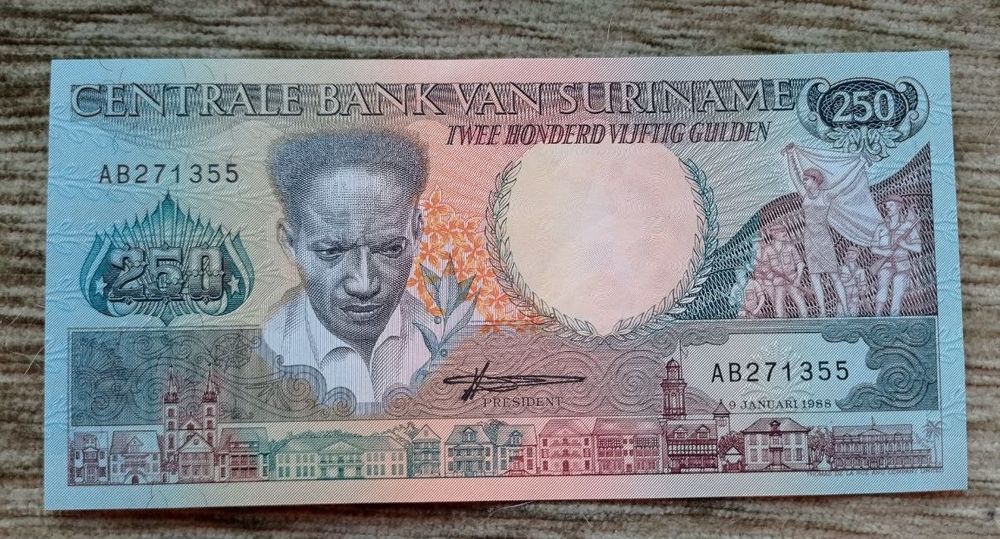 CENTRALE BANK VAN SURINAME
250
TWEE HONDERD VIJFTIG GULDEN
AB271355
250
PRESIDENT
AB271355
9 JANUARI 1988